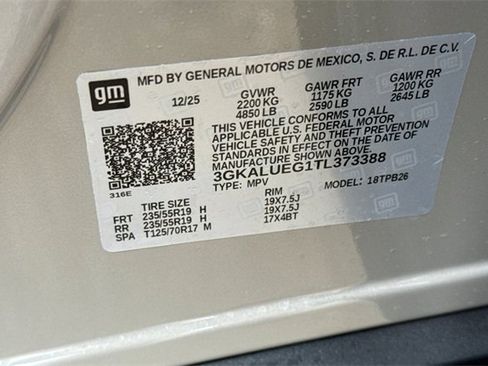 gm
MFD BY GENERAL MOTORS DE MEXICO, S. DE R.L. DE C.V.
12/25 GVWR GAWR FRT GAWR RR
2200 KG 1175 KG 1200 KG
4850 LB 2590 LB 2645 LB
THIS VEHICLE CONFORMS TO ALL
APPLICABLE U.S. FEDERAL MOTOR
VEHICLE SAFETY AND THEFT PREVENTION
STANDARDS IN EFFECT ON THE DATE OF
MANUFACTURE SHOWN ABOVE.
3GKALUEG1TL373388
TYPE: MPV MODEL: 18TPB26
316E
TIRE SIZE RIM
FRT 235/55R19 H 19X7.5J
RR 235/55R19 H 19X7.5J
SPA T125/70R17 M 17X4BT